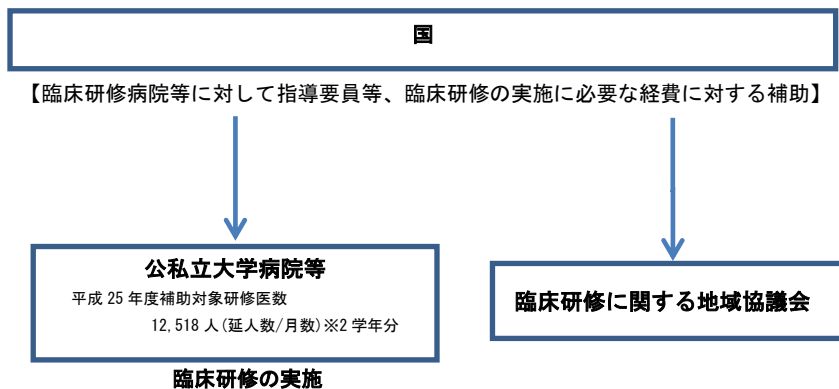 国
【臨床研修病院等に対して指導要員等、臨床研修の実施に必要な経費に対する補助】
公私立大学病院等
平成 25 年度補助対象研修医数
12,518 人(延人数/月数)※2 学年分
臨床研修に関する地域協議会
臨床研修の実施